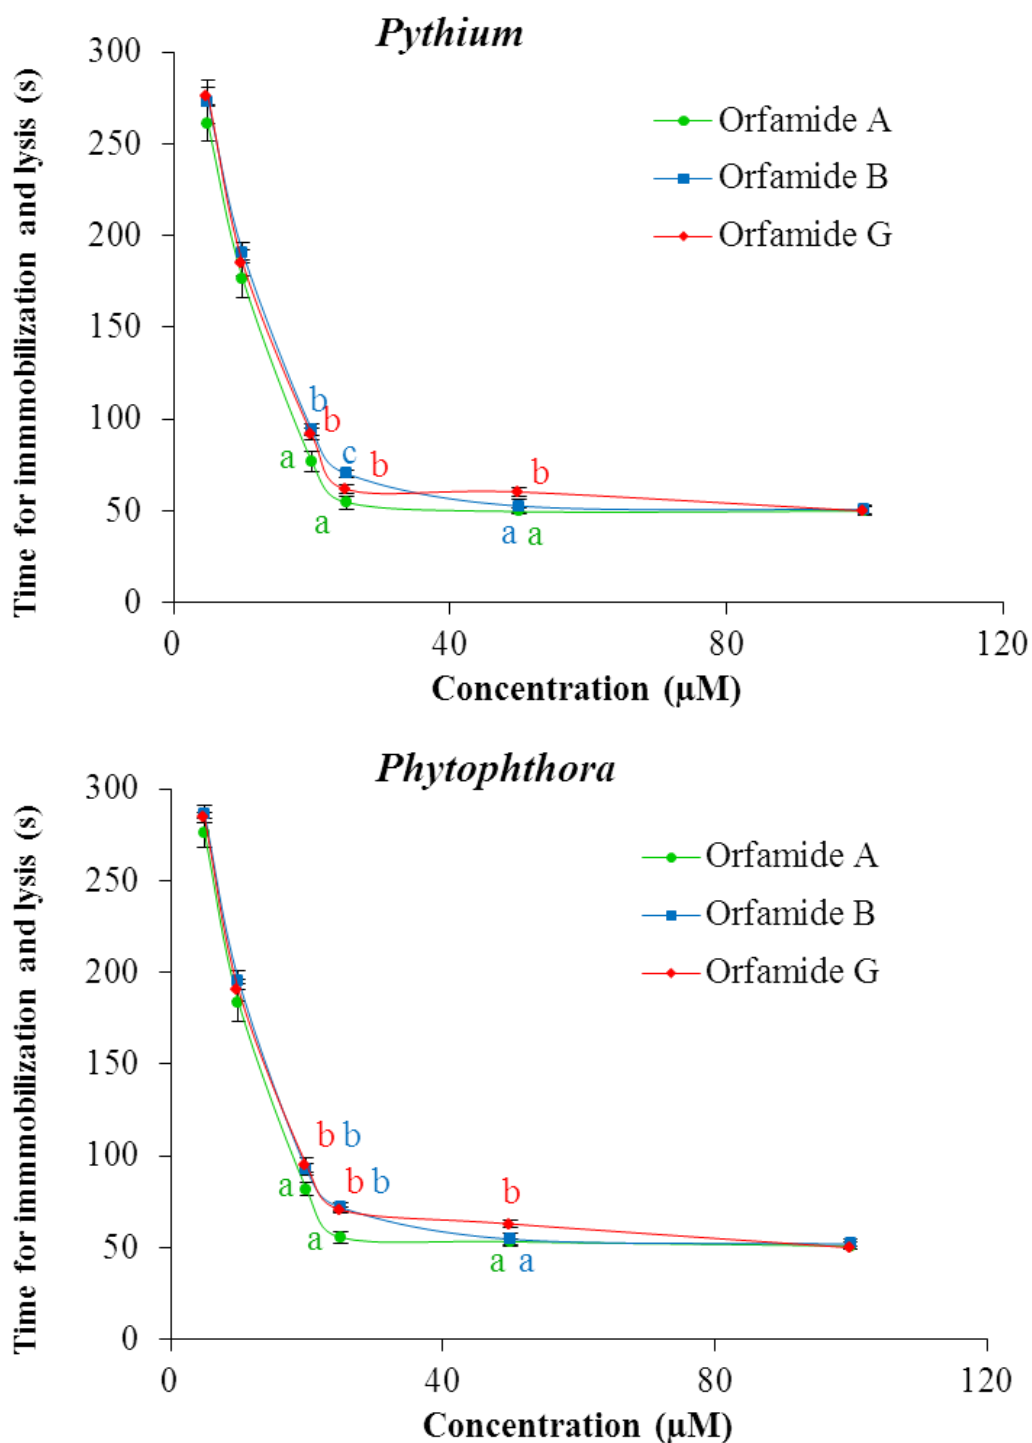 Pythium
Time for immobilization and lysis (s)
300
250
200
150
100
50
0
Orfamide A
Orfamide B
Orfamide G
b
b
a
c
b
b
a
a
a
0
40
80
120
Concentration (μM)
Phytophthora
Time for immobilization and lysis (s)
300
250
200
150
100
50
0
Orfamide A
Orfamide B
Orfamide G
b b
a
b b
b
a
a a
0
40
80
120
Concentration (μM)